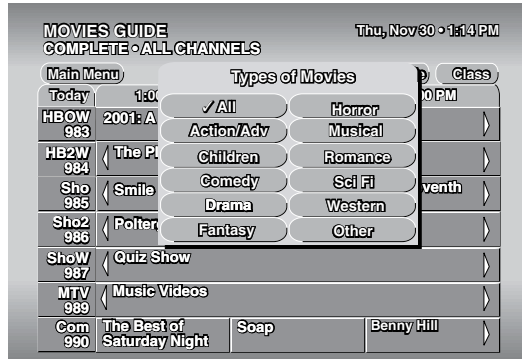 MOVIES GUIDE
Thu, Nov 30 • 1:14 PM
COMPLETE • ALL CHANNELS
Main Menu
Class
Types of Movies
Today
✓All
Horror
Action/Adv
Musical
Children
Romance
Comedy
Sci Fi
Drama
Western
Fantasy
Other
HBOW 983
2001: A
HB2W 984
The
Sho 985
Smile
Sho2 986
ShoW 987
Quiz Show
MTV 989
Music Videos
Com 990
The Best of Saturday Night
Soap
Benny Hill